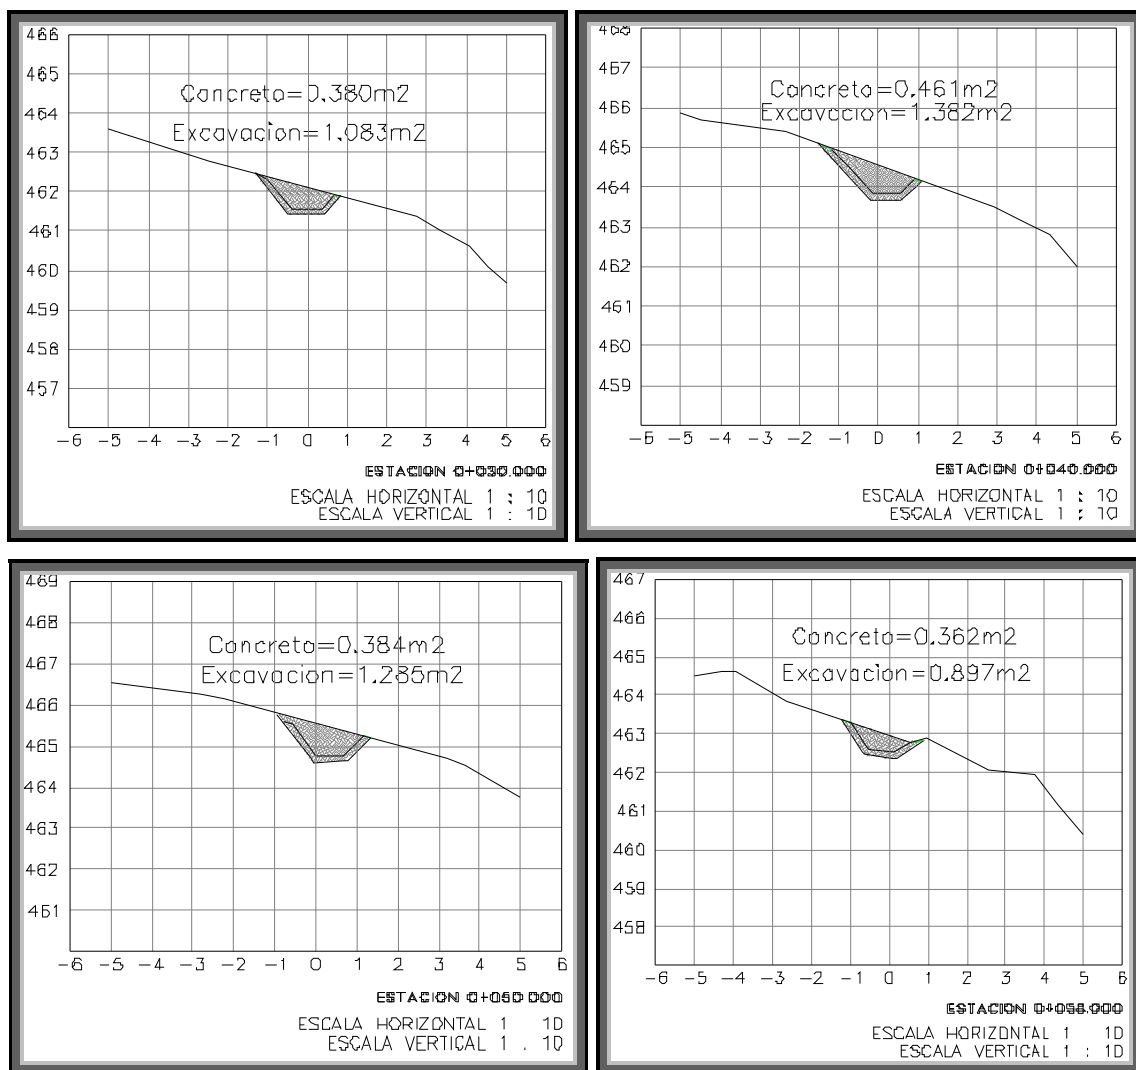 466
465
464
463
462
461
460
459
458
457
Concreto=0.380m2
Excavacion=1.083m2
-6 -5 -4 -3 -2 -1 0 1 2 3 4 5 6
ESTACION 0+030.000
ESCALA HORIZONTAL 1 : 10
ESCALA VERTICAL 1 : 10
468
467
466
465
464
463
462
461
460
459
Concreto=0.461m2
Excavacion=1.382m2
-6 -5 -4 -3 -2 -1 0 1 2 3 4 5 6
ESTACION 0+040.000
ESCALA HORIZONTAL 1 : 10
ESCALA VERTICAL 1 : 10
469
468
467
466
465
464
463
462
461
Concreto=0.384m2
Excavacion=1.285m2
-6 -5 -4 -3 -2 -1 0 1 2 3 4 5 6
ESTACION 0+050 000
ESCALA HORIZONTAL 1 10
ESCALA VERTICAL 1 . 10
467
466
465
464
463
462
461
460
459
458
Concreto=0.362m2
Excavacion=0.897m2
-6 -5 -4 -3 -2 -1 0 1 2 3 4 5 6
ESTACION
ESCALA HORIZONTAL 1 10
ESCALA VERTICAL 1 : 10